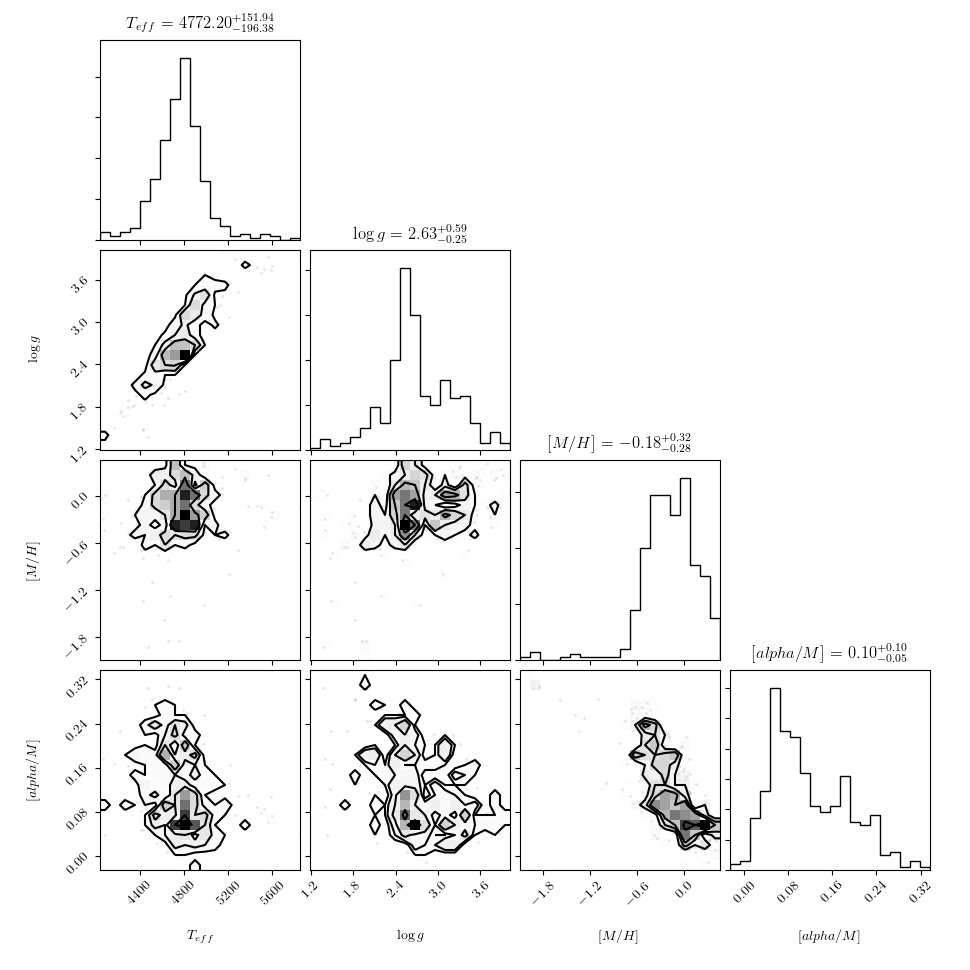 T_eff = 4772.20 +151.94 −196.38
log g = 2.63 +0.59 −0.25
3.6
3.0
2.4
1.8
1.2
log g
[M/H] = −0.18 +0.32 −0.28
0.0
−0.6
−1.2
−1.8
[M/H]
[alpha/M] = 0.10 +0.10 −0.05
0.32
0.24
0.16
0.08
0.00
[alpha/M]
4400 4800 5200 5600 1.2 1.8 2.4 3.0 3.6 −1.8 −1.2 −0.6 0.0 0.00 0.08 0.16 0.24 0.32
T_eff log g [M/H] [alpha/M]